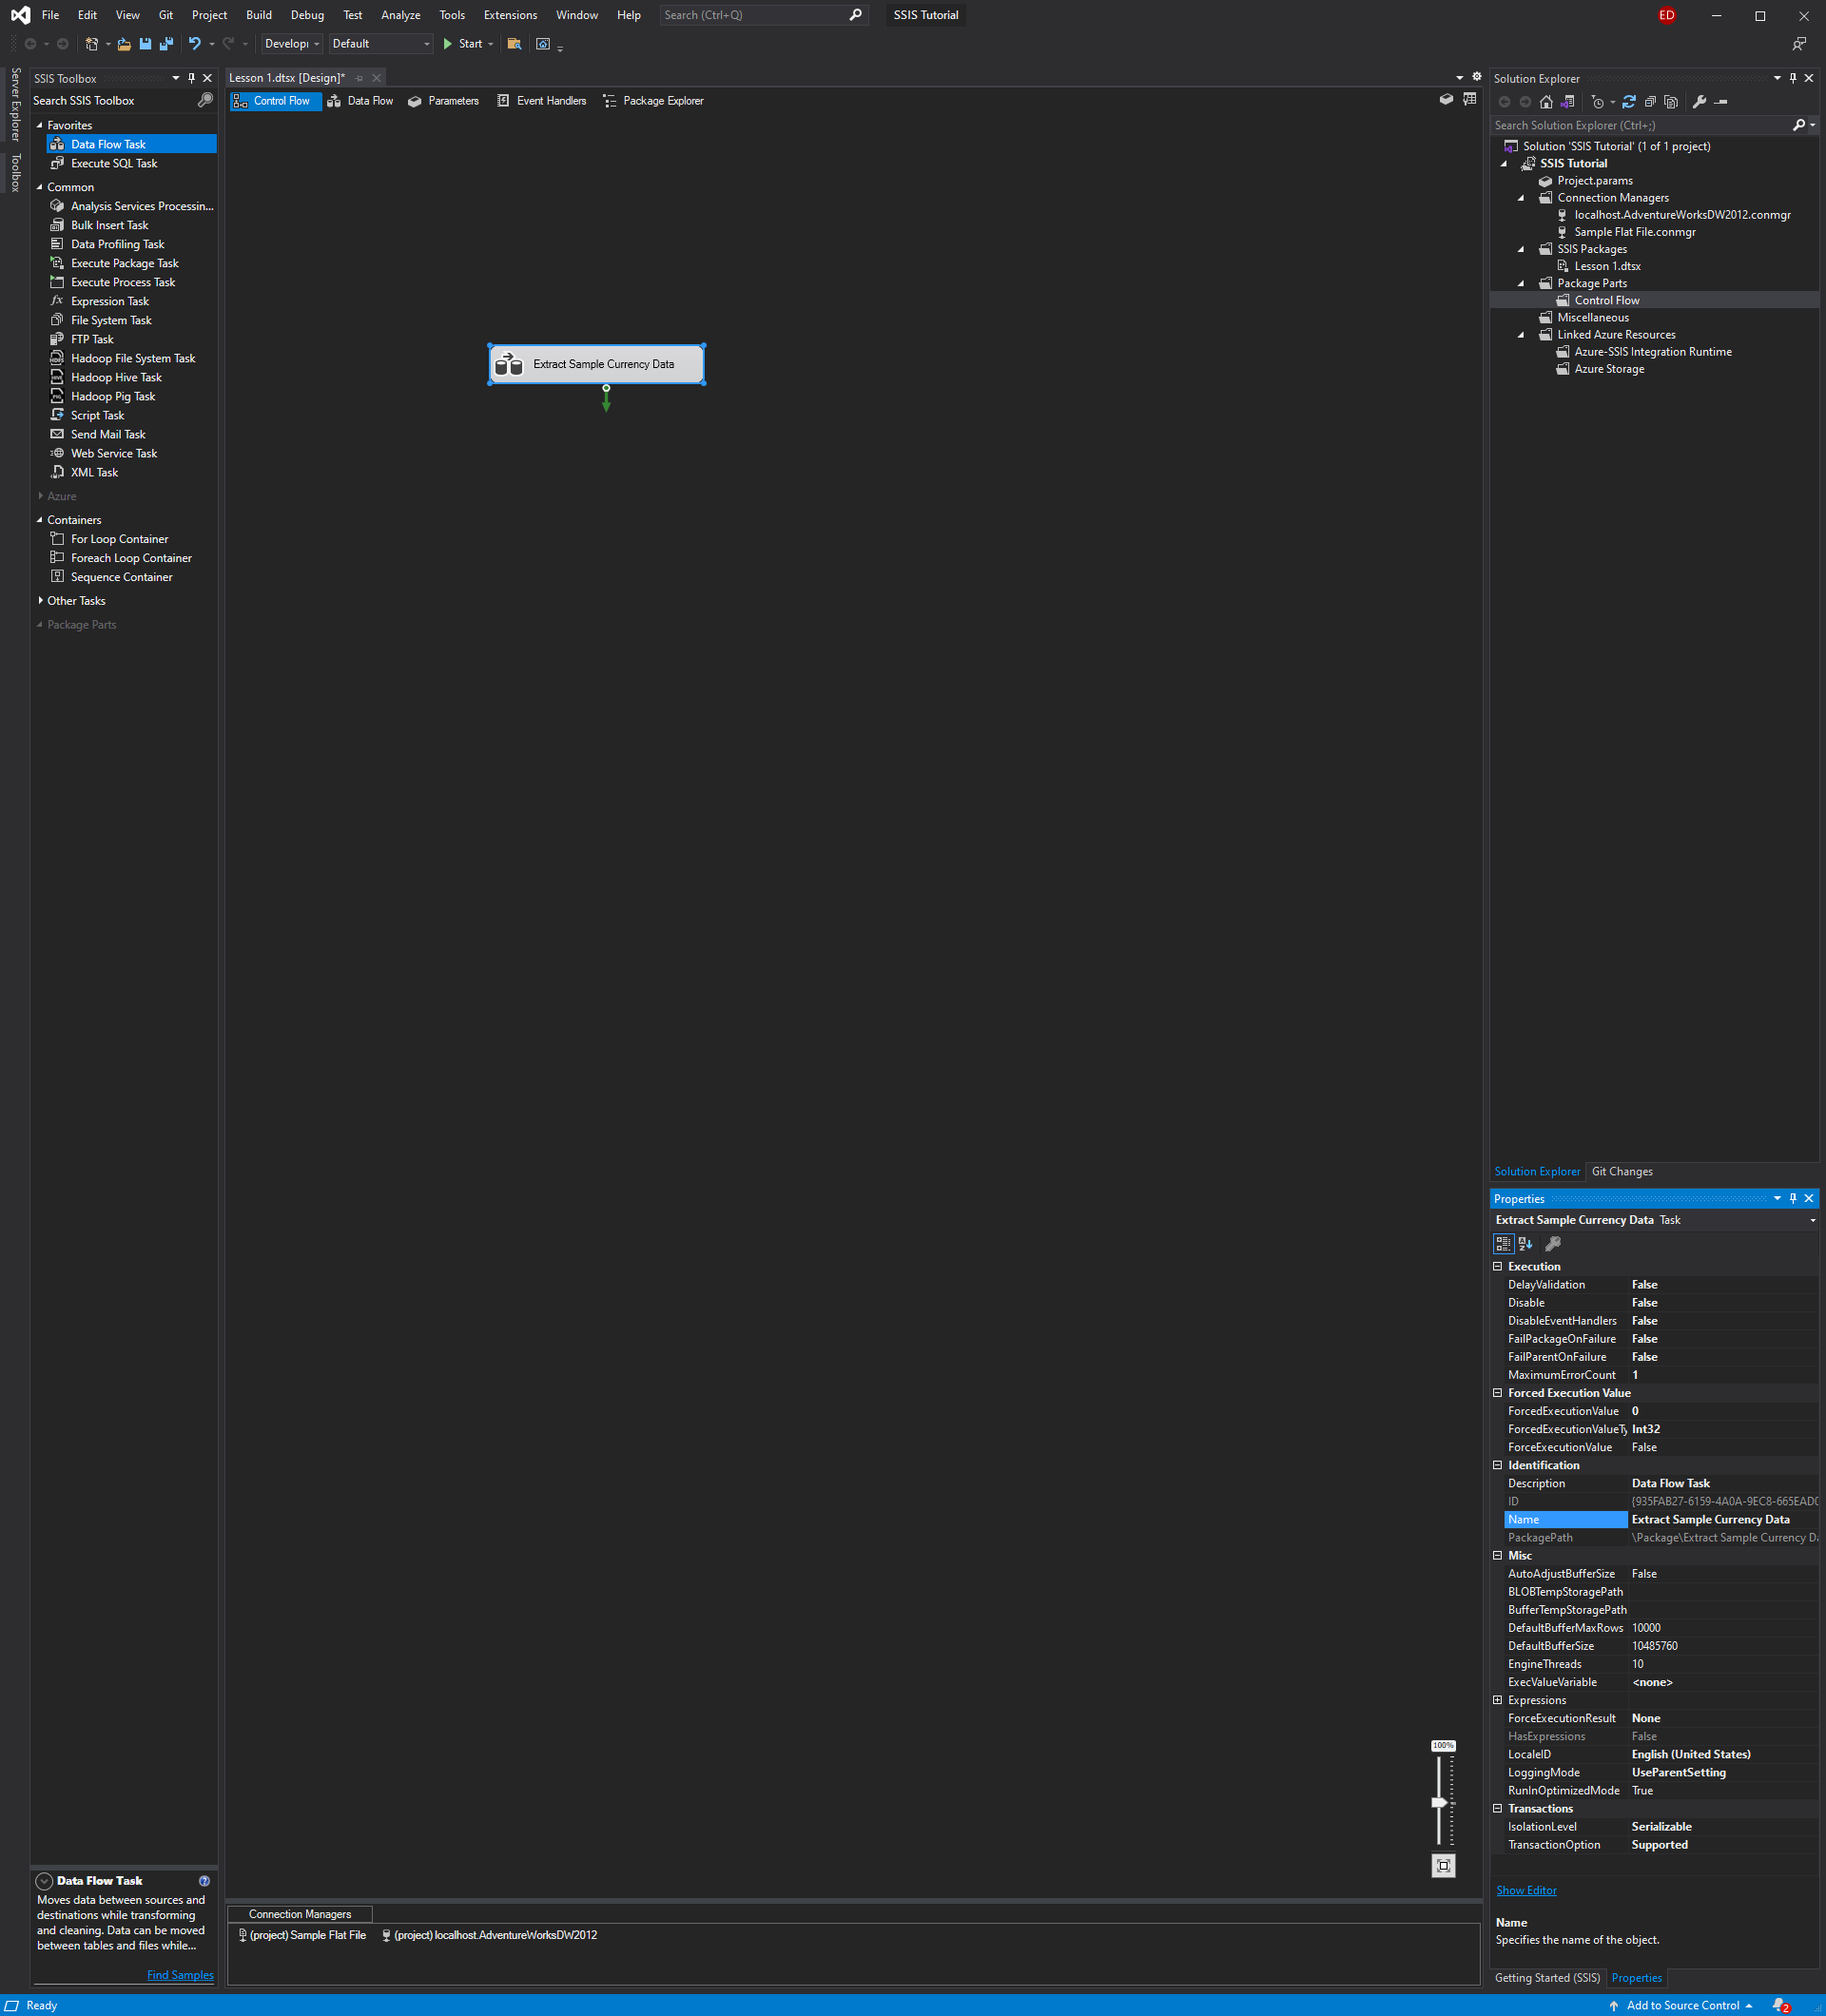 File Edit View Git Project Build Debug Test Analyze Tools Extensions Window Help Search (Ctrl+Q) SSIS Tutorial ED
Developi Default Start
Server Explorer
Toolbox
SSIS Toolbox
Search SSIS Toolbox
Favorites
Data Flow Task
Execute SQL Task
Common
Analysis Services Processin...
Bulk Insert Task
Data Profiling Task
Execute Package Task
Execute Process Task
Expression Task
File System Task
FTP Task
Hadoop File System Task
Hadoop Hive Task
Hadoop Pig Task
Script Task
Send Mail Task
Web Service Task
XML Task
Azure
Containers
For Loop Container
Foreach Loop Container
Sequence Container
Other Tasks
Package Parts
Data Flow Task
Moves data between sources and
destinations while transforming
and cleaning. Data can be moved
between tables and files while...
Find Samples
Lesson 1.dtsx [Design]*
Control Flow Data Flow Parameters Event Handlers Package Explorer
Extract Sample Currency Data
100%
Connection Managers
(project) Sample Flat File (project) localhost.AdventureWorksDW2012
Solution Explorer
Search Solution Explorer (Ctrl+;)
Solution 'SSIS Tutorial' (1 of 1 project)
SSIS Tutorial
Project.params
Connection Managers
localhost.AdventureWorksDW2012.conmgr
Sample Flat File.conmgr
SSIS Packages
Lesson 1.dtsx
Package Parts
Control Flow
Miscellaneous
Linked Azure Resources
Azure-SSIS Integration Runtime
Azure Storage
Solution Explorer Git Changes
Properties
Extract Sample Currency Data Task
Execution
DelayValidation False
Disable False
DisableEventHandlers False
FailPackageOnFailure False
FailParentOnFailure False
MaximumErrorCount 1
Forced Execution Value
ForcedExecutionValue 0
ForcedExecutionValueTy Int32
ForceExecutionValue False
Identification
Description Data Flow Task
ID {935FAB27-6159-4A0A-9EC8-665EAD0
Name Extract Sample Currency Data
PackagePath \Package\Extract Sample Currency Da
Misc
AutoAdjustBufferSize False
BLOBTempStoragePath
BufferTempStoragePath
DefaultBufferMaxRows 10000
DefaultBufferSize 10485760
EngineThreads 10
ExecValueVariable <none>
Expressions
ForceExecutionResult None
HasExpressions False
LocaleID English (United States)
LoggingMode UseParentSetting
RunInOptimizedMode True
Transactions
IsolationLevel Serializable
TransactionOption Supported
Show Editor
Name
Specifies the name of the object.
Getting Started (SSIS) Properties
Ready Add to Source Control 2